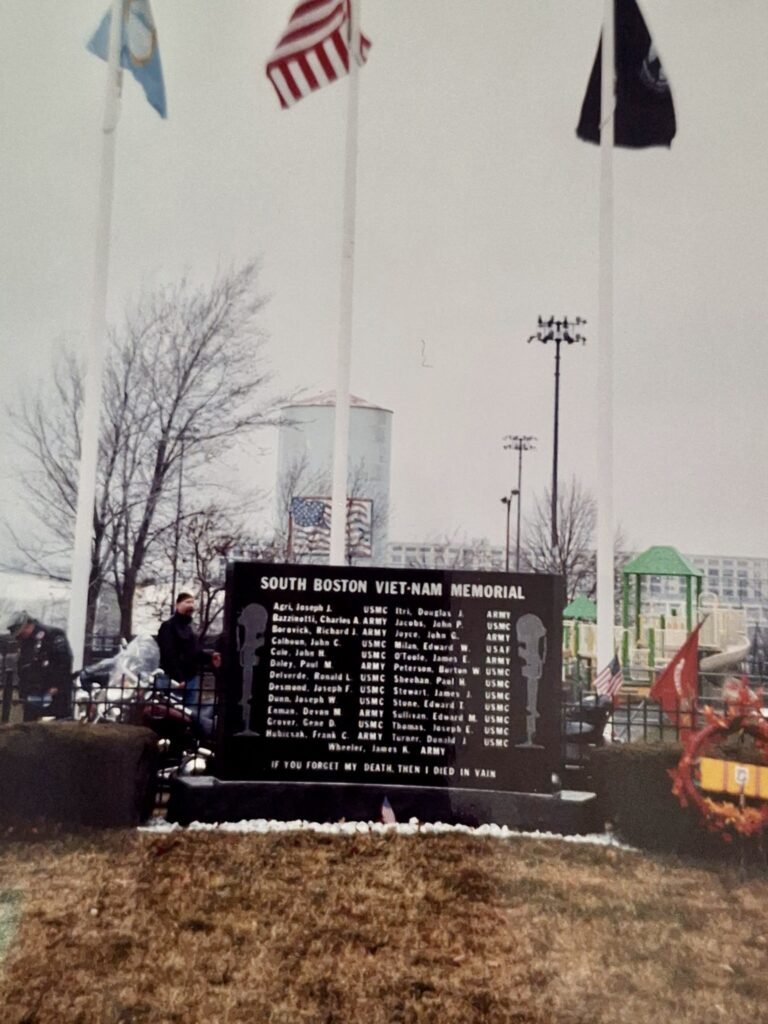 SOUTH BOSTON VIET-NAM MEMORIAL
Agri, Joseph J. USMC Itri, Douglas J. ARMY
Bazzinotti, Charles A. ARMY Jacobs, John P. USMC
Borovick, Richard J. ARMY Joyce, John G. ARMY
Calhoun, John C. USMC Milan, Edward W. USAF
Cole, John H. USMC O'Toole, James E. ARMY
Daley, Paul M. ARMY Peterson, Burton W. USMC
Delverde, Ronald L. USMC Sheehan, Paul W. USMC
Desmond, Joseph F. USMC Stewart, James J. USMC
Dunn, Joseph W. USMC Stone, Edward I. USMC
Eaman, Devon M. ARMY Sullivan, Edward M. USMC
Grover, Gene D. USMC Thomas, Joseph E. USMC
Hubicsak, Frank C. ARMY Turner, Donald J. USMC
Wheeler, James K. ARMY
IF YOU FORGET MY DEATH, THEN I DIED IN VAIN